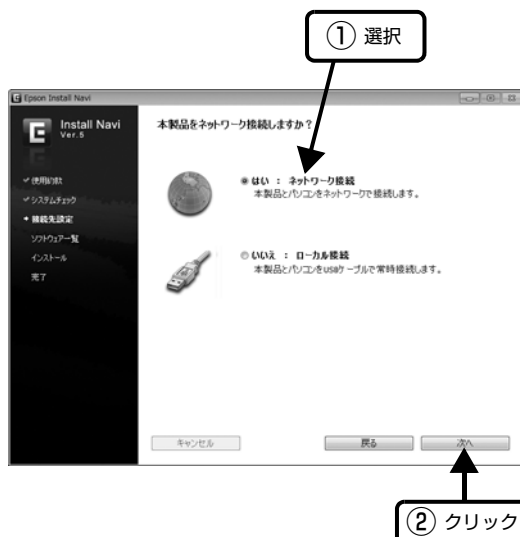 ① 選択
Epson Install Navi
Install Navi
Ver.5
本製品をネットワーク接続しますか？
使用許諾
システムチェック
接続先設定
ソフトウェア一覧
インストール
完了
はい ： ネットワーク接続
本製品とパソコンをネットワークで接続します。
いいえ ： ローカル接続
本製品とパソコンをUSBケーブルで常時接続します。
キャンセル
戻る
次へ
② クリック